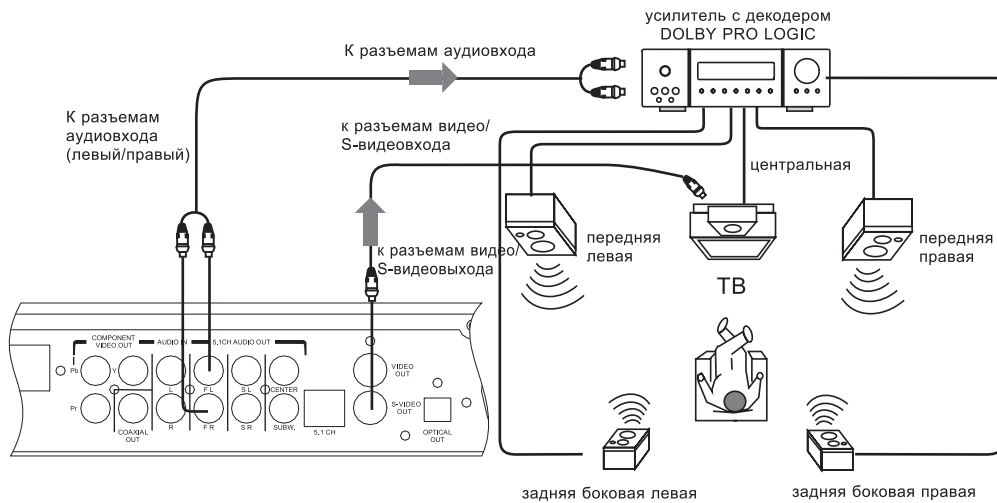 усилитель с декодером
DOLBY PRO LOGIC
К разъемам аудиовхода
К разъемам
аудиовхода
(левый/правый)
к разъемам видео/
S-видеовхода
центральная
к разъемам видео/
S-видеовыхода
передняя
левая
передняя
правая
ТВ
COMPONENT
VIDEO OUT
AUDIO IN
5,1CH AUDIO OUT
Pb
Y
L
F L
S L
CENTER
VIDEO
OUT
Pr
COAXIAL
OUT
R
F R
S R
SUBW.
5,1 CH
S-VIDEO
OUT
OPTICAL
OUT
задняя боковая левая
задняя боковая правая